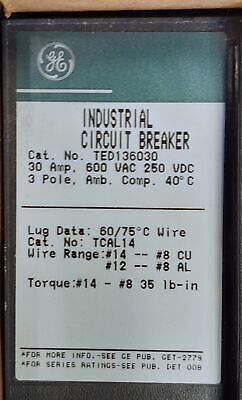 GE
INDUSTRIAL
CIRCUIT BREAKER
Cat. No. TED136030
30 Amp, 600 VAC 250 VDC
3 Pole, Amb. Comp. 40°C
Lug Data: 60/75°C Wire
Cat. No: TCAL14
Wire Range:#14 -- #8 CU
#12 -- #8 AL
Torque:#14 - #8 35 lb-in
*FOR MORE INFO.-SEE GE PUB. GET-2779
*FOR SERIES RATINGS-SEE PUB. DET 008